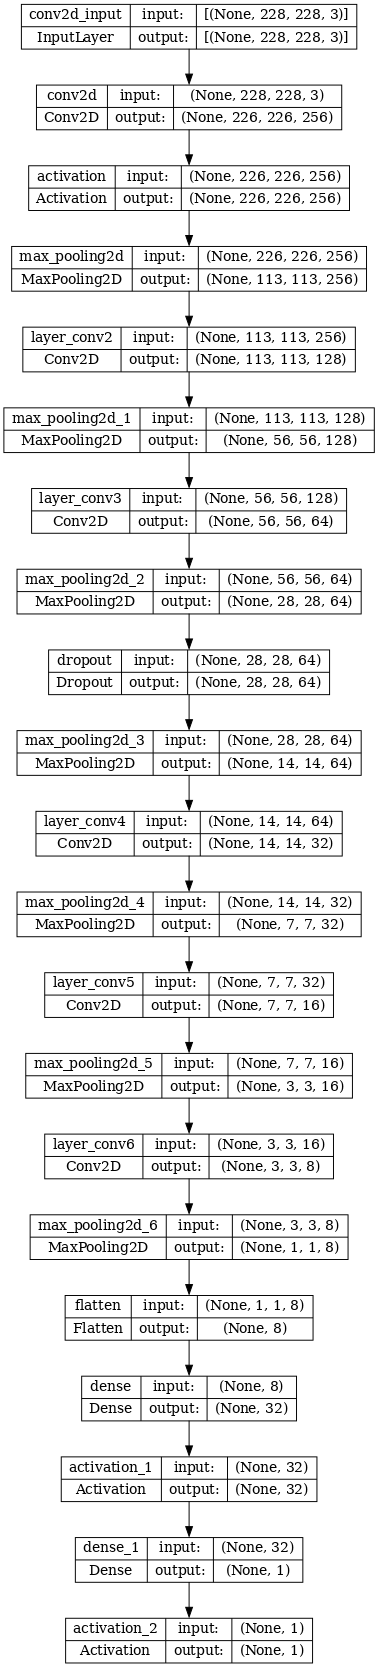 conv2d_input input: [(None, 228, 228, 3)]
InputLayer output: [(None, 228, 228, 3)]
conv2d input: (None, 228, 228, 3)
Conv2D output: (None, 226, 226, 256)
activation input: (None, 226, 226, 256)
Activation output: (None, 226, 226, 256)
max_pooling2d input: (None, 226, 226, 256)
MaxPooling2D output: (None, 113, 113, 256)
layer_conv2 input: (None, 113, 113, 256)
Conv2D output: (None, 113, 113, 128)
max_pooling2d_1 input: (None, 113, 113, 128)
MaxPooling2D output: (None, 56, 56, 128)
layer_conv3 input: (None, 56, 56, 128)
Conv2D output: (None, 56, 56, 64)
max_pooling2d_2 input: (None, 56, 56, 64)
MaxPooling2D output: (None, 28, 28, 64)
dropout input: (None, 28, 28, 64)
Dropout output: (None, 28, 28, 64)
max_pooling2d_3 input: (None, 28, 28, 64)
MaxPooling2D output: (None, 14, 14, 64)
layer_conv4 input: (None, 14, 14, 64)
Conv2D output: (None, 14, 14, 32)
max_pooling2d_4 input: (None, 14, 14, 32)
MaxPooling2D output: (None, 7, 7, 32)
layer_conv5 input: (None, 7, 7, 32)
Conv2D output: (None, 7, 7, 16)
max_pooling2d_5 input: (None, 7, 7, 16)
MaxPooling2D output: (None, 3, 3, 16)
layer_conv6 input: (None, 3, 3, 16)
Conv2D output: (None, 3, 3, 8)
max_pooling2d_6 input: (None, 3, 3, 8)
MaxPooling2D output: (None, 1, 1, 8)
flatten input: (None, 1, 1, 8)
Flatten output: (None, 8)
dense input: (None, 8)
Dense output: (None, 32)
activation_1 input: (None, 32)
Activation output: (None, 32)
dense_1 input: (None, 32)
Dense output: (None, 1)
activation_2 input: (None, 1)
Activation output: (None, 1)